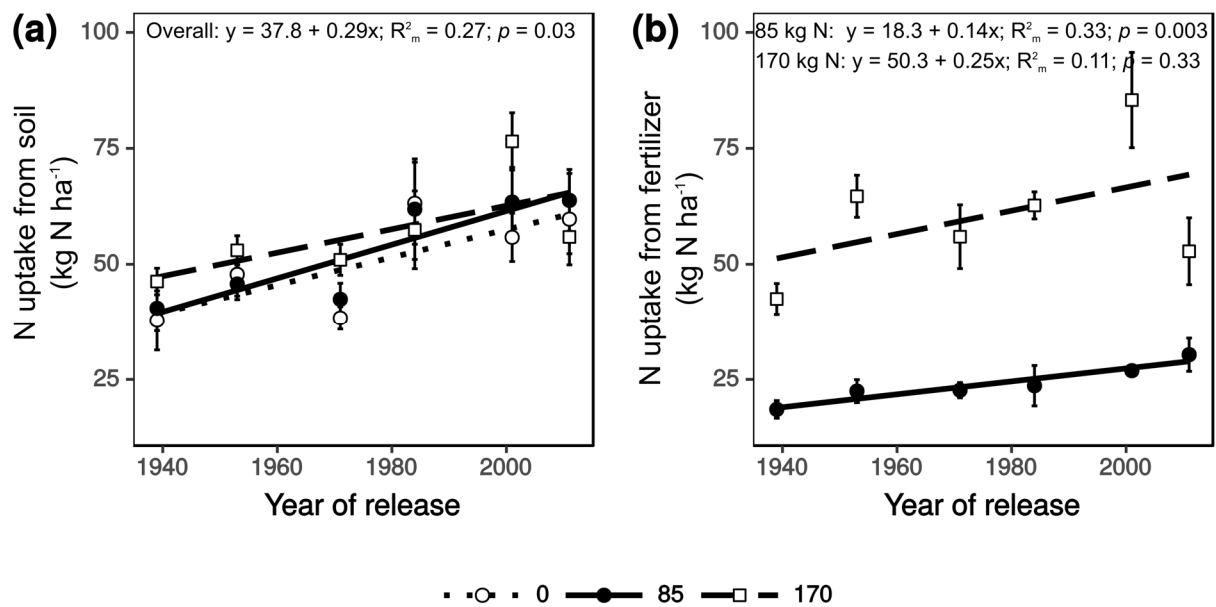 (a)
Overall: y = 37.8 + 0.29x; R²ₘ = 0.27; p = 0.03
N uptake from soil
(kg N ha⁻¹)
100
75
50
25
1940 1960 1980 2000
Year of release
(b)
85 kg N: y = 18.3 + 0.14x; R²ₘ = 0.33; p = 0.003
170 kg N: y = 50.3 + 0.25x; R²ₘ = 0.11; p = 0.33
N uptake from fertilizer
(kg N ha⁻¹)
100
75
50
25
1940 1960 1980 2000
Year of release
0 85 170